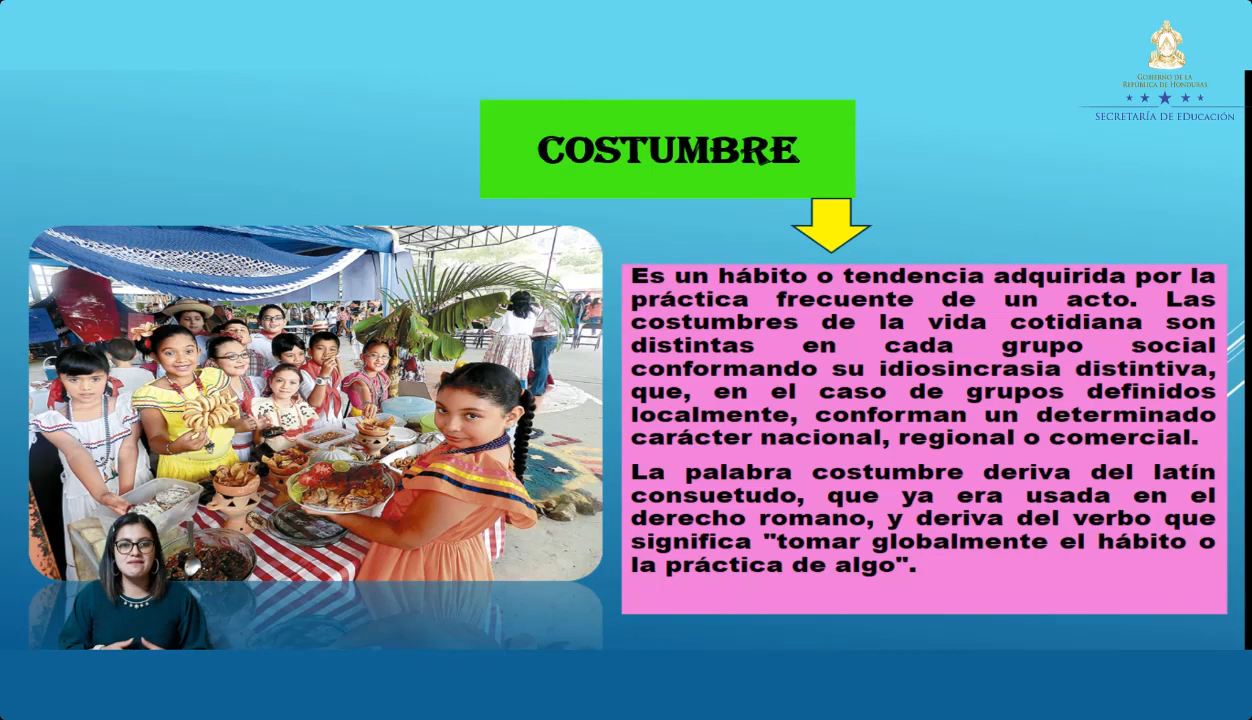 GOBIERNO DE LA
REPÚBLICA DE HONDURAS
SECRETARÍA DE EDUCACIÓN
COSTUMBRE
Es un hábito o tendencia adquirida por la
práctica frecuente de un acto. Las
costumbres de la vida cotidiana son
distintas en cada grupo social
conformando su idiosincrasia distintiva,
que, en el caso de grupos definidos
localmente, conforman un determinado
carácter nacional, regional o comercial.
La palabra costumbre deriva del latín
consuetudo, que ya era usada en el
derecho romano, y deriva del verbo que
significa "tomar globalmente el hábito o
la práctica de algo".